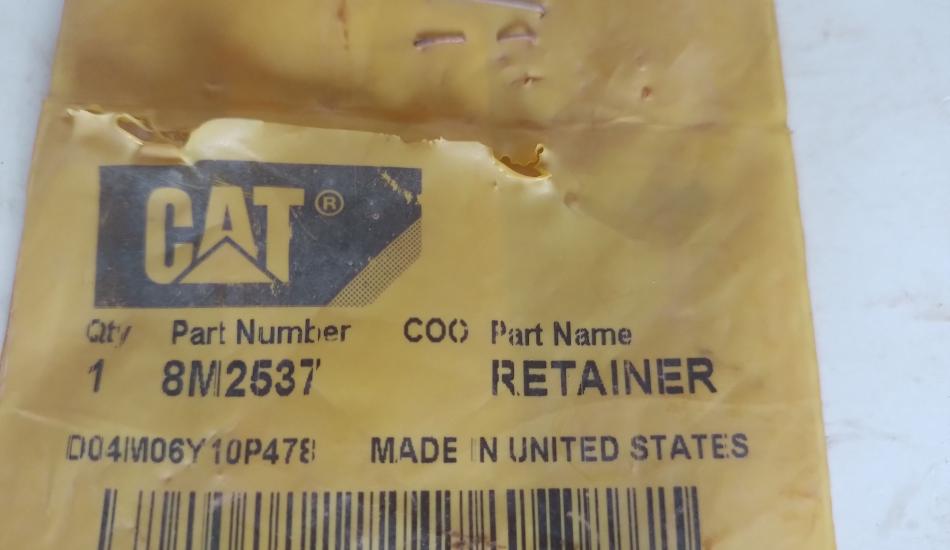 CAT®
Qty Part Number COO Part Name
1 8M2537 RETAINER
D04M06Y10P478 MADE IN UNITED STATES